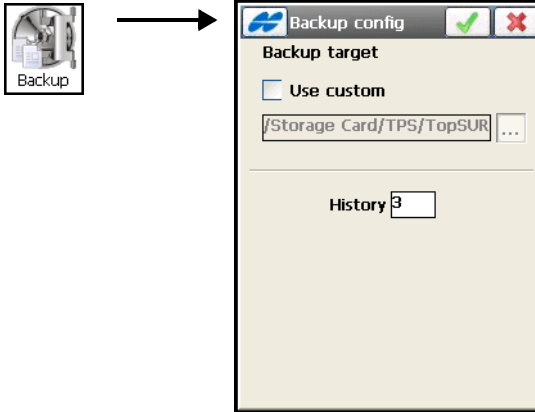 Backup
Backup config
Backup target
Use custom
/Storage Card/TPS/TopSUR
...
History 3